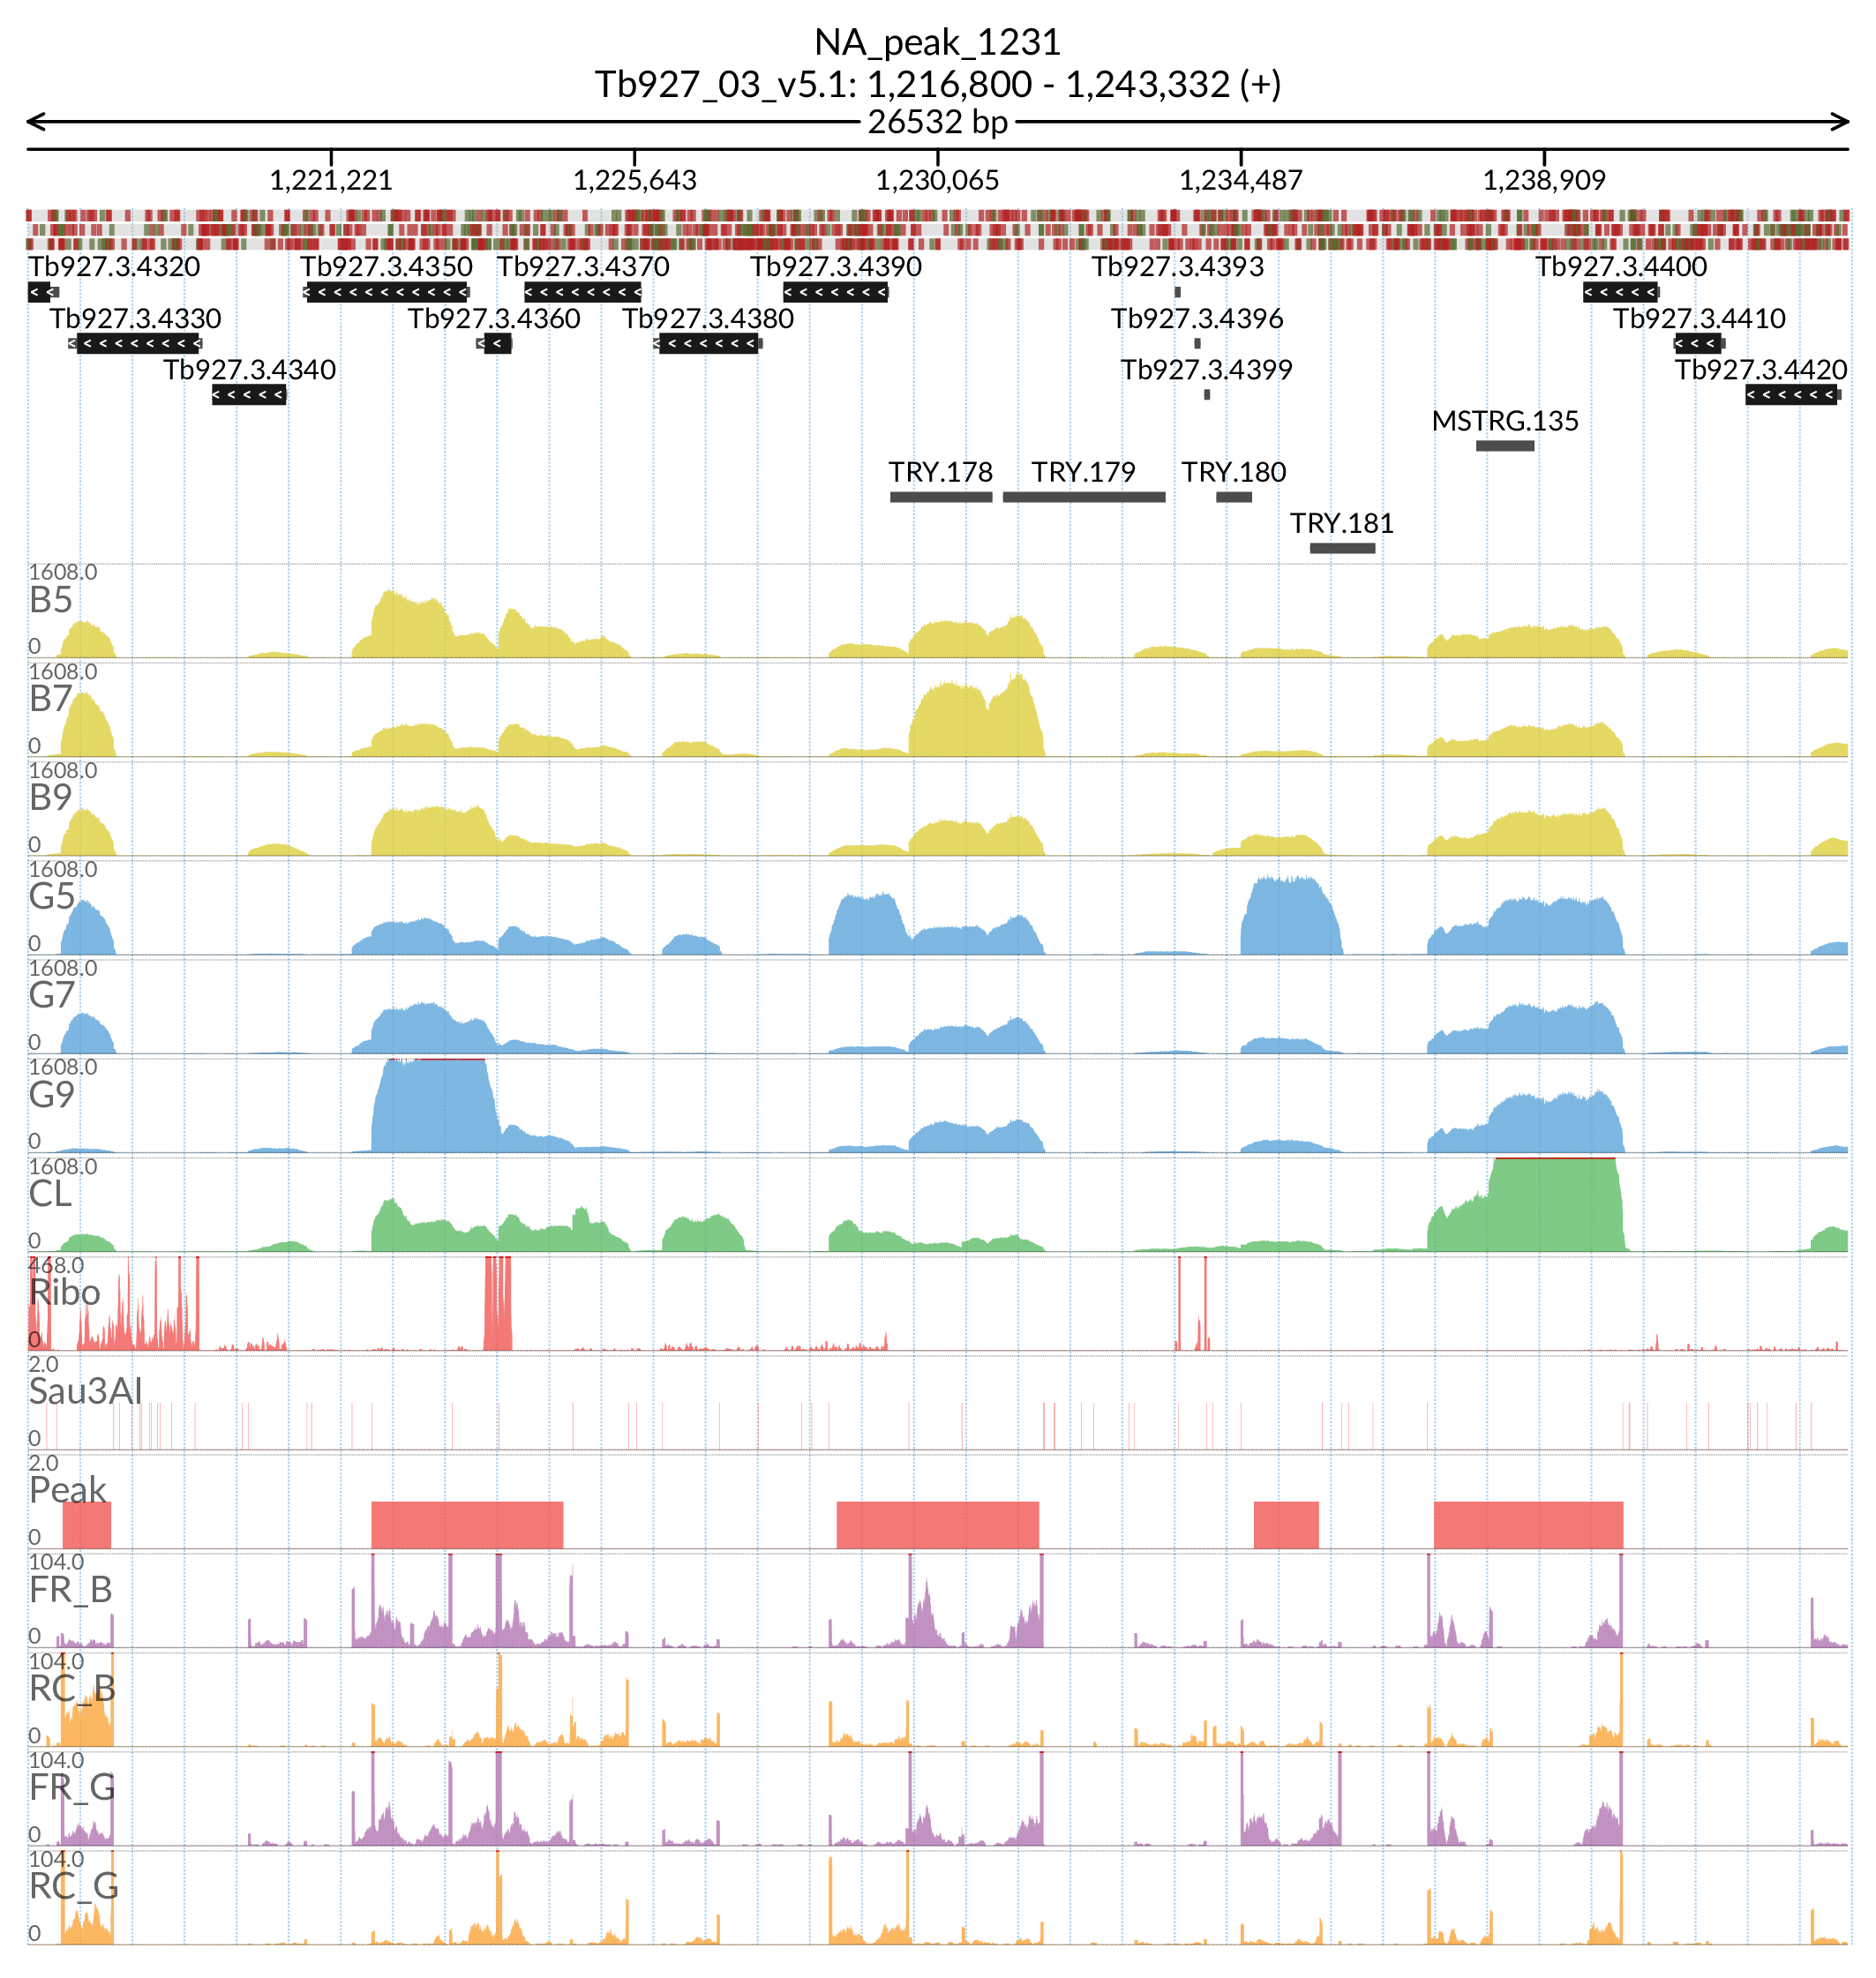 NA_peak_1231
Tb927_03_v5.1: 1,216,800 - 1,243,332 (+)
26532 bp
1,221,221 1,225,643 1,230,065 1,234,487 1,238,909
Tb927.3.4320 Tb927.3.4350 Tb927.3.4370 Tb927.3.4390 Tb927.3.4393 Tb927.3.4400
Tb927.3.4330 Tb927.3.4360 Tb927.3.4380 Tb927.3.4396 Tb927.3.4410
Tb927.3.4340 Tb927.3.4399 Tb927.3.4420
MSTRG.135
TRY.178 TRY.179 TRY.180
TRY.181
1608.0
B5
0
1608.0
B7
0
1608.0
B9
0
1608.0
G5
0
1608.0
G7
0
1608.0
G9
0
1608.0
CL
0
468.0
Ribo
0
2.0
Sau3AI
0
2.0
Peak
0
104.0
FR_B
0
104.0
RC_B
0
104.0
FR_G
0
104.0
RC_G
0